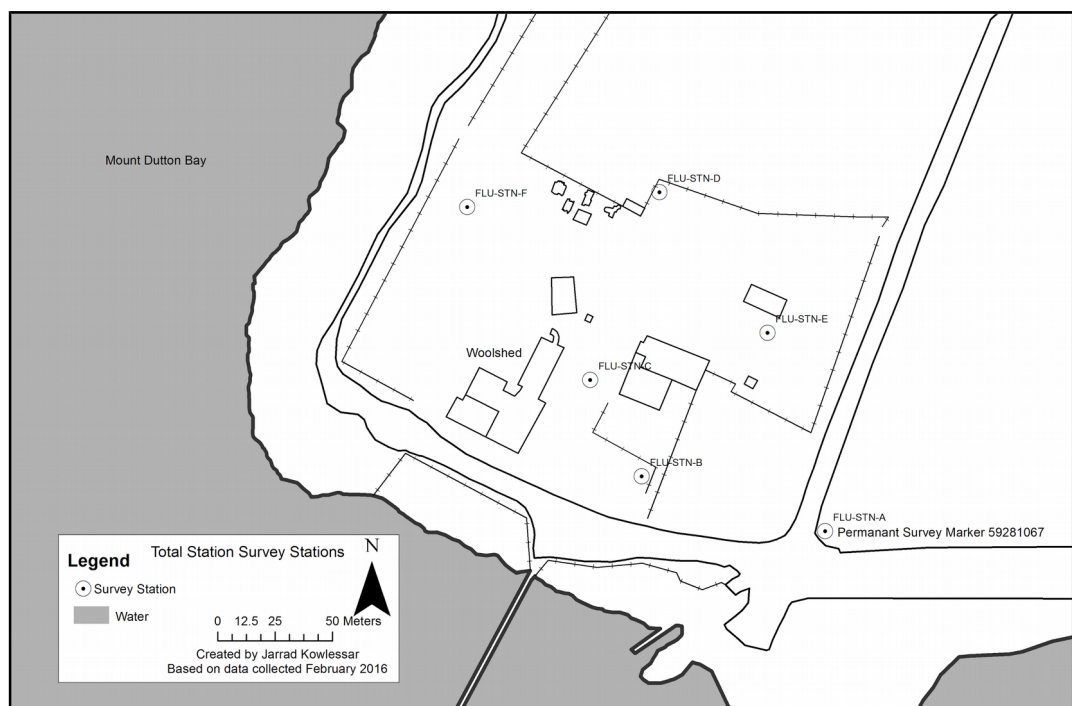 Mount Dutton Bay
FLU-STN-D
FLU-STN-F
FLU-STN-E
Woolshed
FLU-STN-C
FLU-STN-B
FLU-STN-A
Permanant Survey Marker 59281067
Total Station Survey Stations
N
Legend
Survey Station
Water
0 12.5 25 50 Meters
Created by Jarrad Kowlessar
Based on data collected February 2016